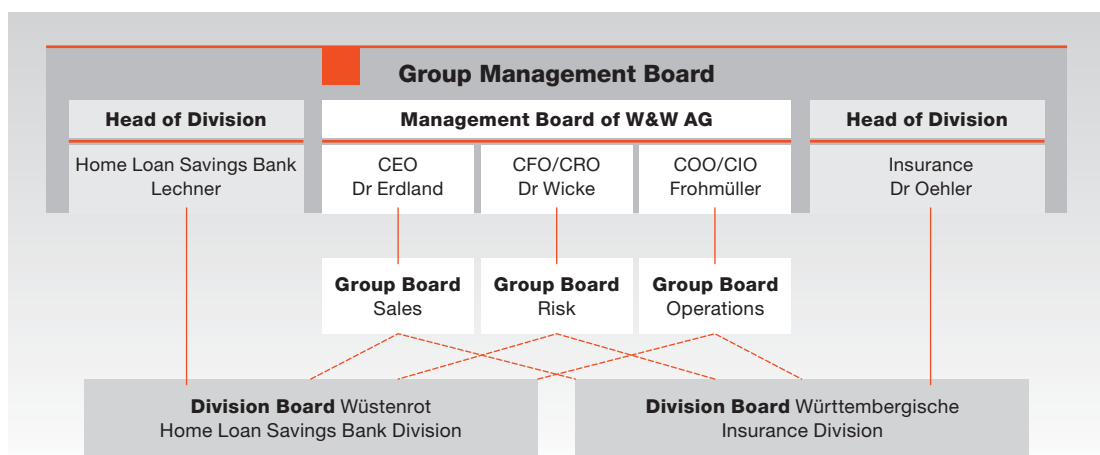 Group Management Board
Head of Division
Home Loan Savings Bank
Lechner
Management Board of W&W AG
CEO
Dr Erdland
CFO/CRO
Dr Wicke
COO/CIO
Frohmüller
Head of Division
Insurance
Dr Oehler
Group Board
Sales
Group Board
Risk
Group Board
Operations
Division Board Wüstenrot
Home Loan Savings Bank Division
Division Board Württembergische
Insurance Division